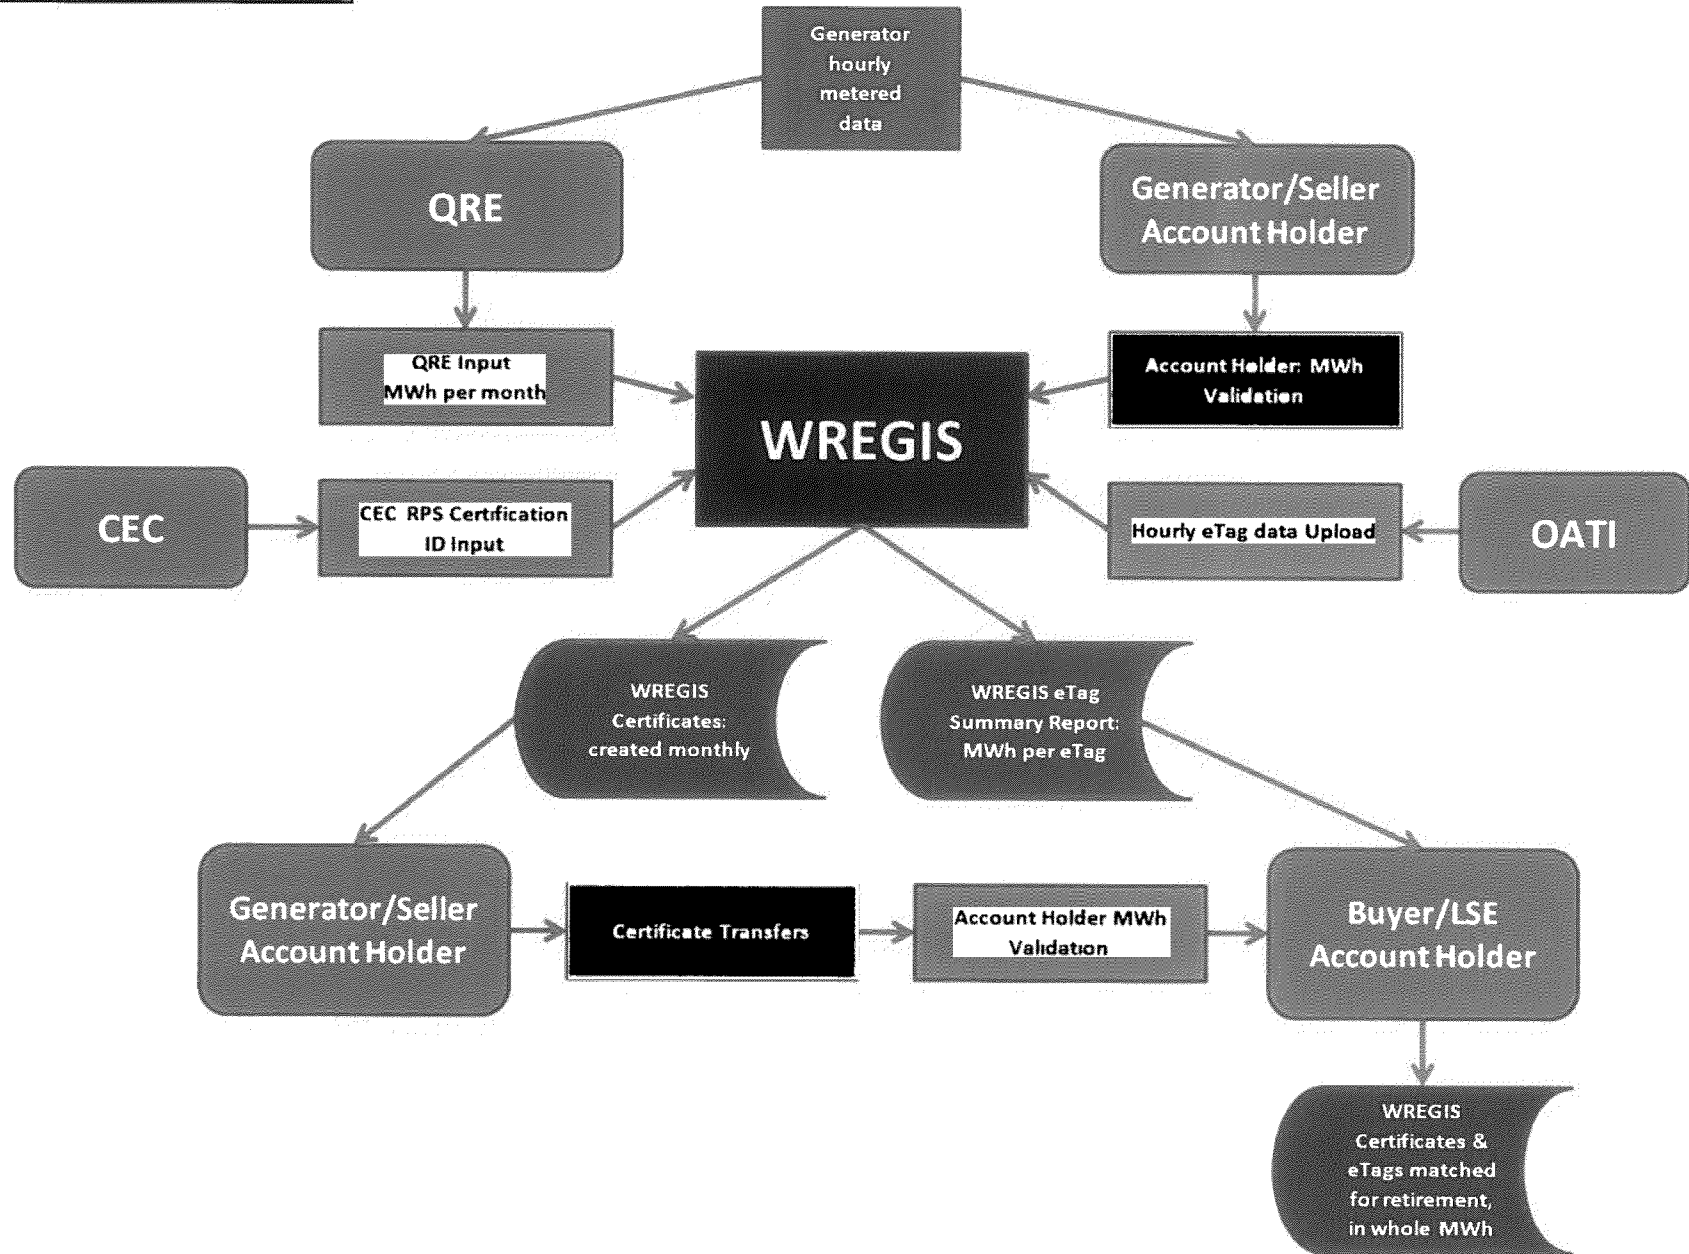 Generator
hourly
metered
data
QRE
Generator/Seller
Account Holder
QRE Input
MWh per month
WREGIS
Account Holder: MWh
Validation
CEC
CEC RPS Certification
ID Input
Hourly eTag data Upload
OATI
WREGIS
Certificates:
created monthly
WREGIS eTag
Summary Report:
MWh per eTag
Generator/Seller
Account Holder
Certificate Transfers
Account Holder MWh
Validation
Buyer/LSE
Account Holder
WREGIS
Certificates &
eTags matched
for retirement,
in whole MWh